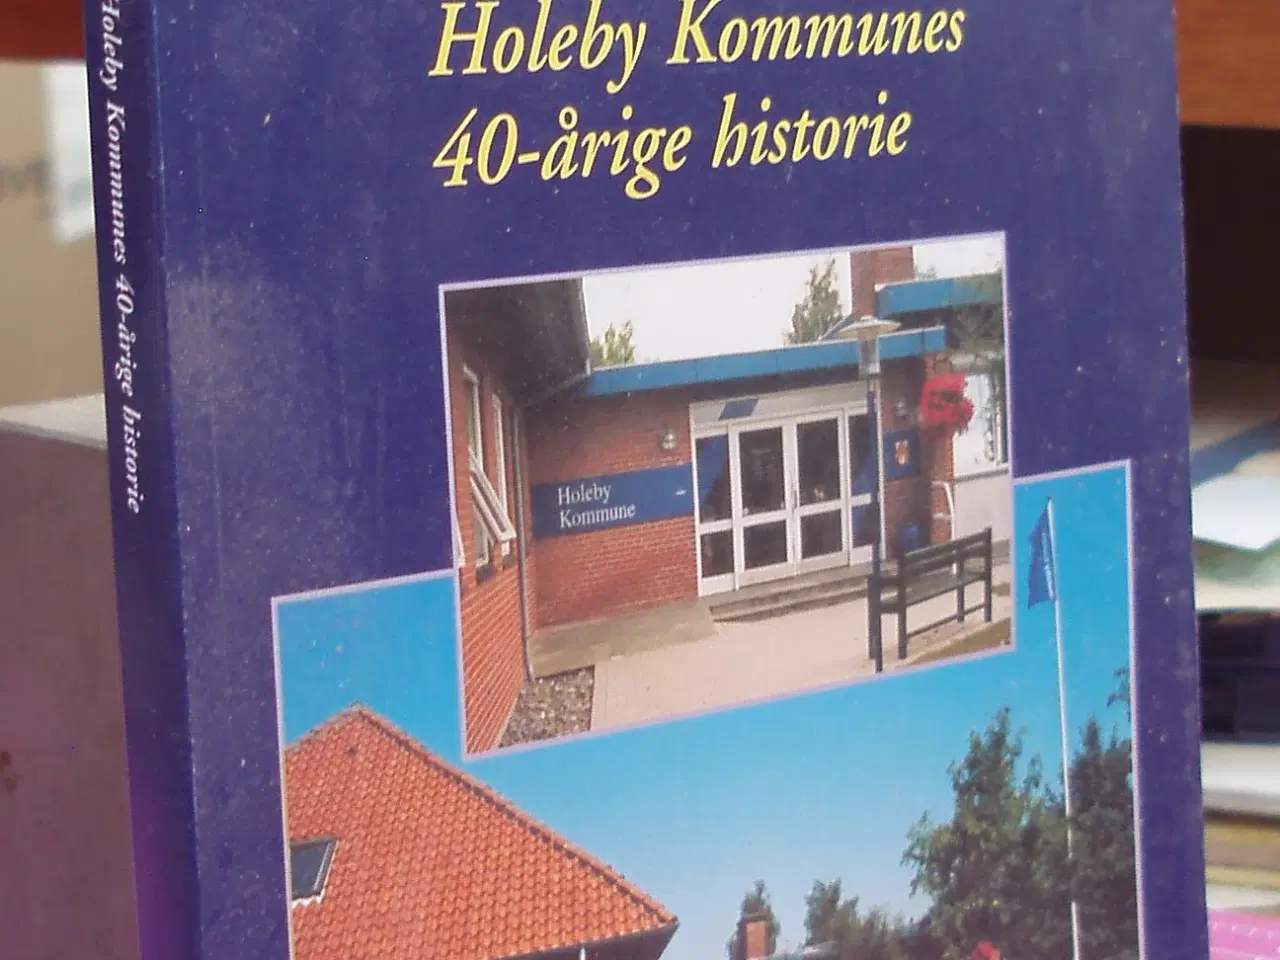 Holeby Kommunes
40-årige historie
Holeby Kommunes 40-årige historie
Holeby
Kommune